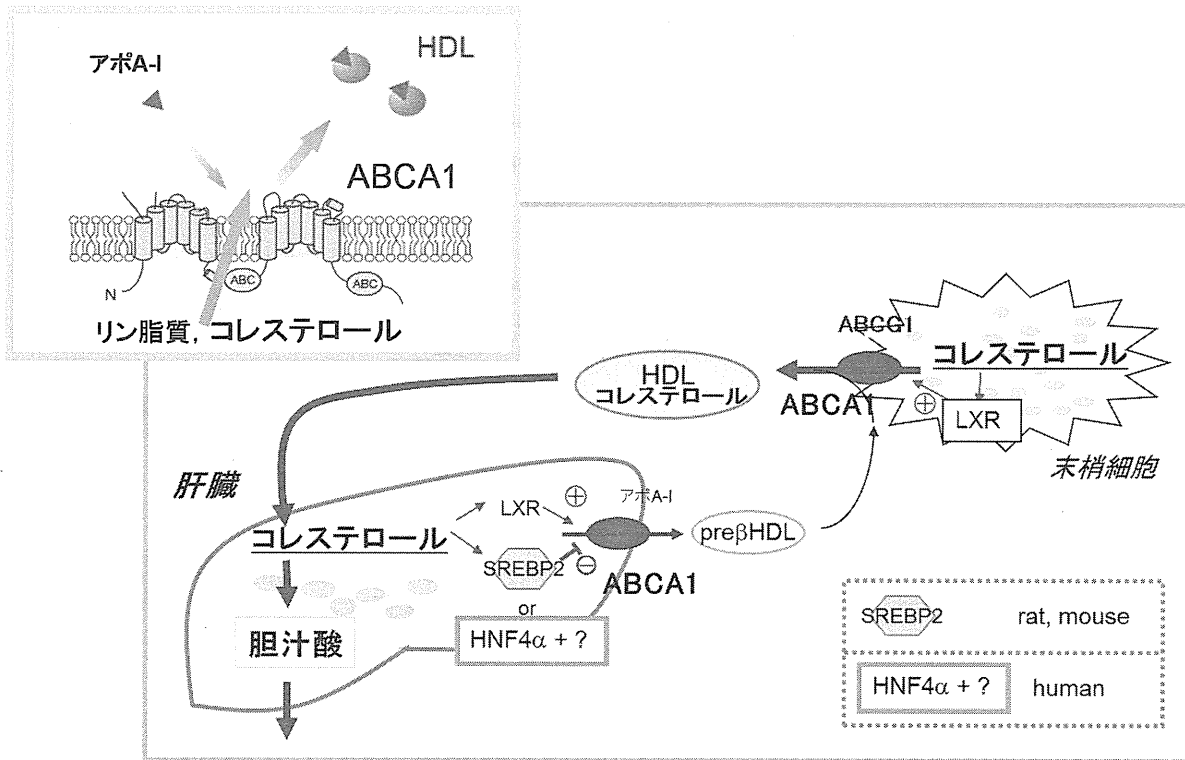 アポA-I
HDL
ABCA1
N
ABC
ABC
リン脂質, コレステロール
ABCG1
コレステロール
HDL
コレステロール
ABCA1
⊕
LXR
末梢細胞
肝臓
コレステロール
LXR
⊕
アポA-I
preβHDL
SREBP2
⊖
ABCA1
or
HNF4α + ?
胆汁酸
SREBP2
rat, mouse
HNF4α + ?
human